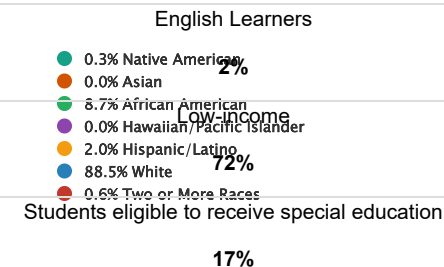 English Learners
0.3% Native American
2%
0.0% Asian
8.7% African American
Low-income
0.0% Hawaiian/Pacific Islander
2.0% Hispanic/Latino
72%
88.5% White
0.6% Two or More Races
Students eligible to receive special education
17%